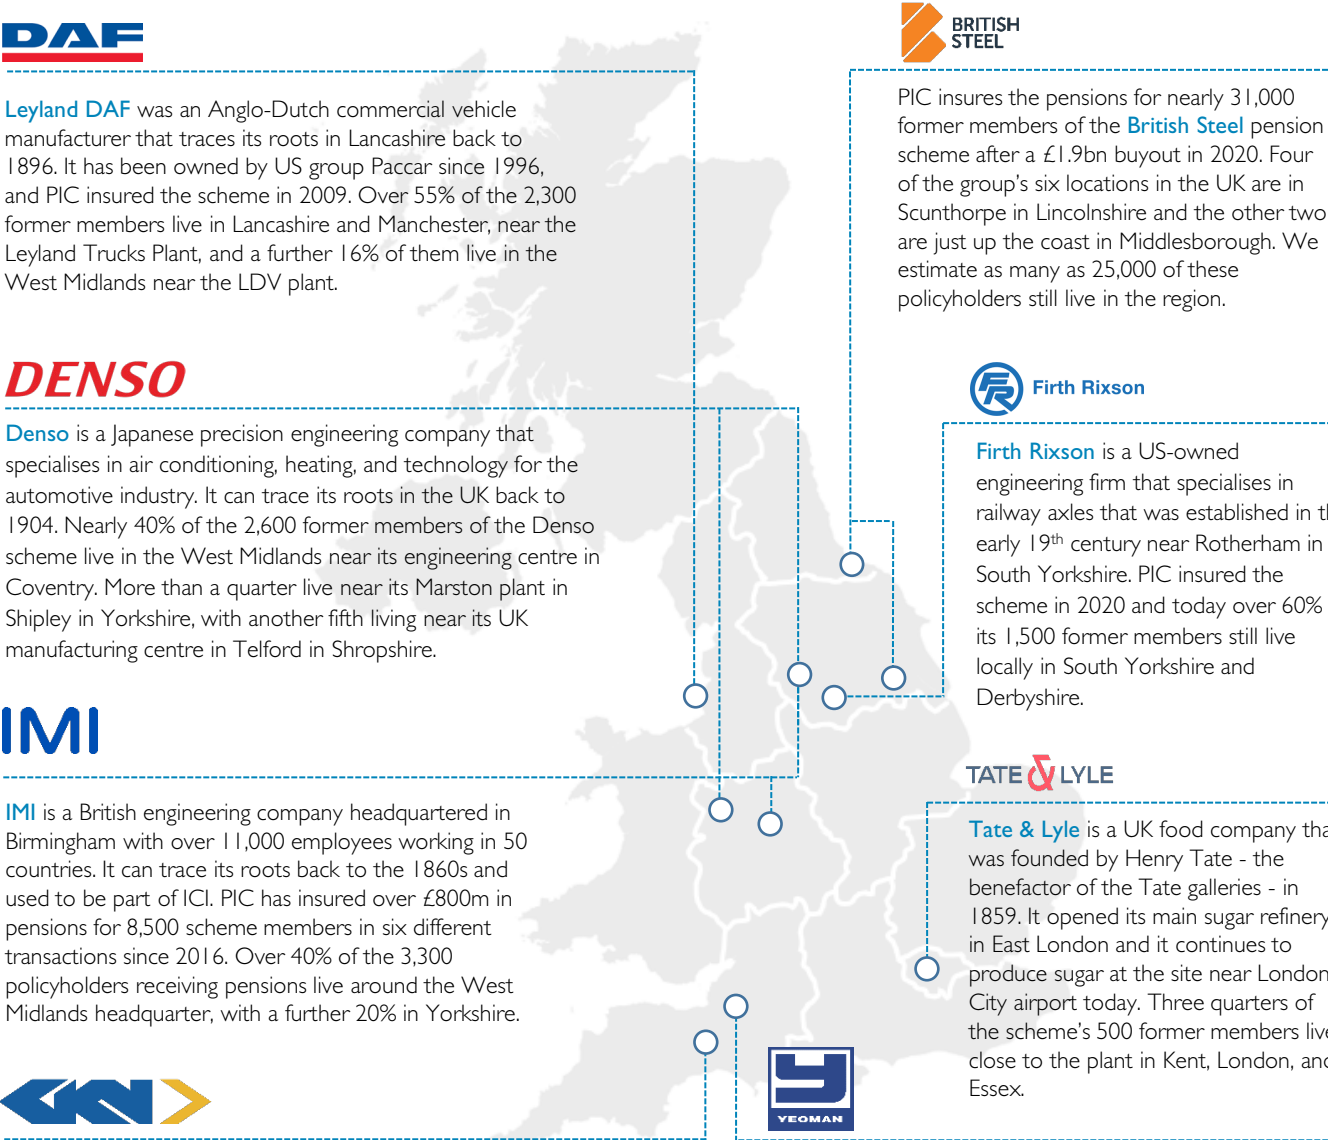 DAF
Leyland DAF was an Anglo-Dutch commercial vehicle
manufacturer that traces its roots in Lancashire back to
1896. It has been owned by US group Paccar since 1996,
and PIC insured the scheme in 2009. Over 55% of the 2,300
former members live in Lancashire and Manchester, near the
Leyland Trucks Plant, and a further 16% of them live in the
West Midlands near the LDV plant.
DENSO
Denso is a Japanese precision engineering company that
specialises in air conditioning, heating, and technology for the
automotive industry. It can trace its roots in the UK back to
1904. Nearly 40% of the 2,600 former members of the Denso
scheme live in the West Midlands near its engineering centre in
Coventry. More than a quarter live near its Marston plant in
Shipley in Yorkshire, with another fifth living near its UK
manufacturing centre in Telford in Shropshire.
IMI
IMI is a British engineering company headquartered in
Birmingham with over 11,000 employees working in 50
countries. It can trace its roots back to the 1860s and
used to be part of ICI. PIC has insured over £800m in
pensions for 8,500 scheme members in six different
transactions since 2016. Over 40% of the 3,300
policyholders receiving pensions live around the West
Midlands headquarter, with a further 20% in Yorkshire.
GKN
BRITISH
STEEL
PIC insures the pensions for nearly 31,000
former members of the British Steel pension
scheme after a £1.9bn buyout in 2020. Four
of the group's six locations in the UK are in
Scunthorpe in Lincolnshire and the other two
are just up the coast in Middlesborough. We
estimate as many as 25,000 of these
policyholders still live in the region.
FR Firth Rixson
Firth Rixson is a US-owned
engineering firm that specialises in
railway axles that was established in
early 19th century near Rotherham in
South Yorkshire. PIC insured the
scheme in 2020 and today over 60%
its 1,500 former members still live
locally in South Yorkshire and
Derbyshire.
TATE & LYLE
Tate & Lyle is a UK food company
was founded by Henry Tate - the
benefactor of the Tate galleries - in
1859. It opened its main sugar refinery
in East London and it continues to
produce sugar at the site near London
City airport today. Three quarters of
the scheme's 500 former members live
close to the plant in Kent, London, and
Essex.
Y
YEOMAN